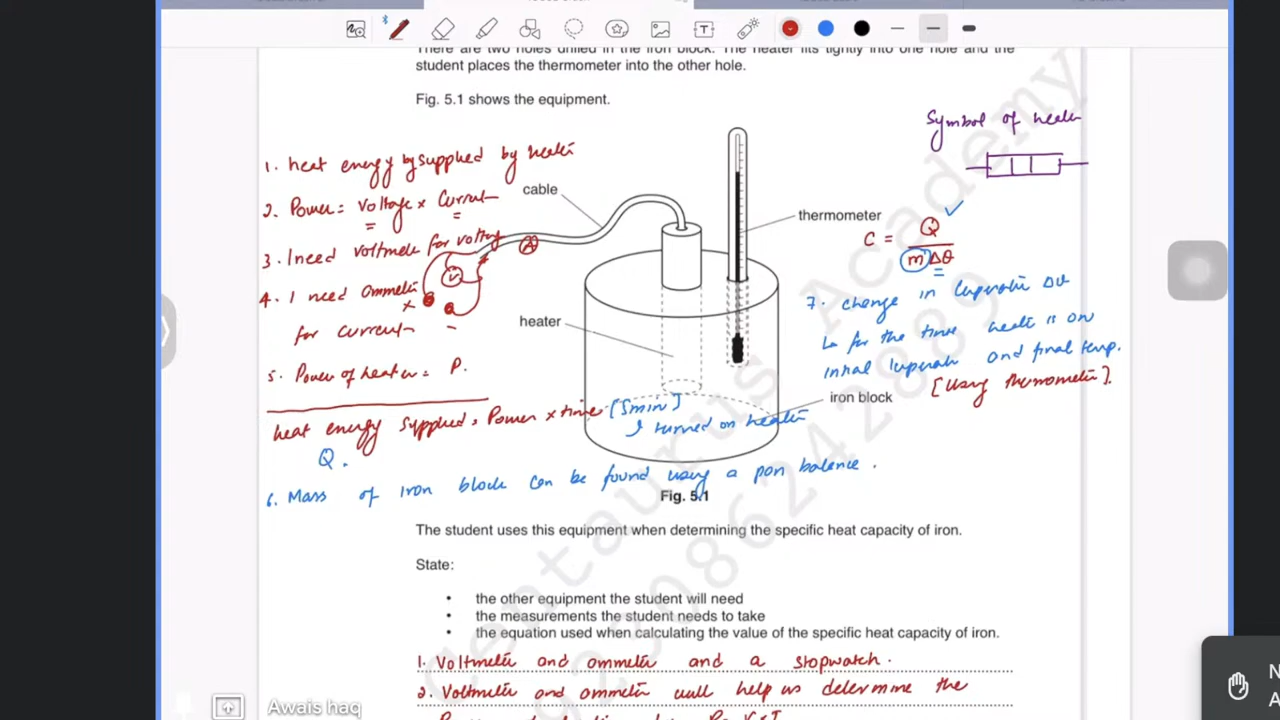 There are two holes drilled in the iron block. The heater fits tightly into one hole and the
student places the thermometer into the other hole.
Fig. 5.1 shows the equipment.
Symbol of heater
1. heat energy by supplied by heater
cable
2. Power = voltage x Current
thermometer
C = Q
m Δθ
3. I need voltmeter for voltage
A
V
4. I need ammeter
for current
7. change in temperature Δθ
↳ for the time heater is on
initial temperature and final temp.
[Using thermometer].
heater
5. Power of heater = P.
iron block
heat energy supplied = Power x time [5min]
I turned on heater
Q.
6. Mass of iron block can be found using a pan balance.
Fig. 5.1
The student uses this equipment when determining the specific heat capacity of iron.
State:
• the other equipment the student will need
• the measurements the student needs to take
• the equation used when calculating the value of the specific heat capacity of iron.
1. Voltmeter and ammeter and a stopwatch.
2. Voltmeter and ammeter will help us determine the
Awais haq
Centaurus Academy
923086242889
N
A